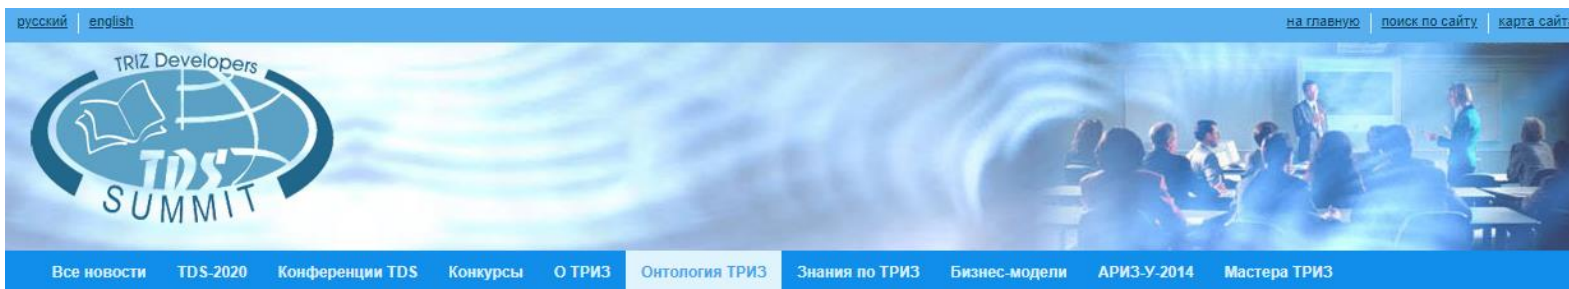 русский english на главную поиск по сайту карта сайт
TRIZ Developers
TDS
SUMMIT
Все новости TDS-2020 Конференции TDS Конкурсы О ТРИЗ Онтология ТРИЗ Знания по ТРИЗ Бизнес-модели АРИЗ-У-2014 Мастера ТРИЗ